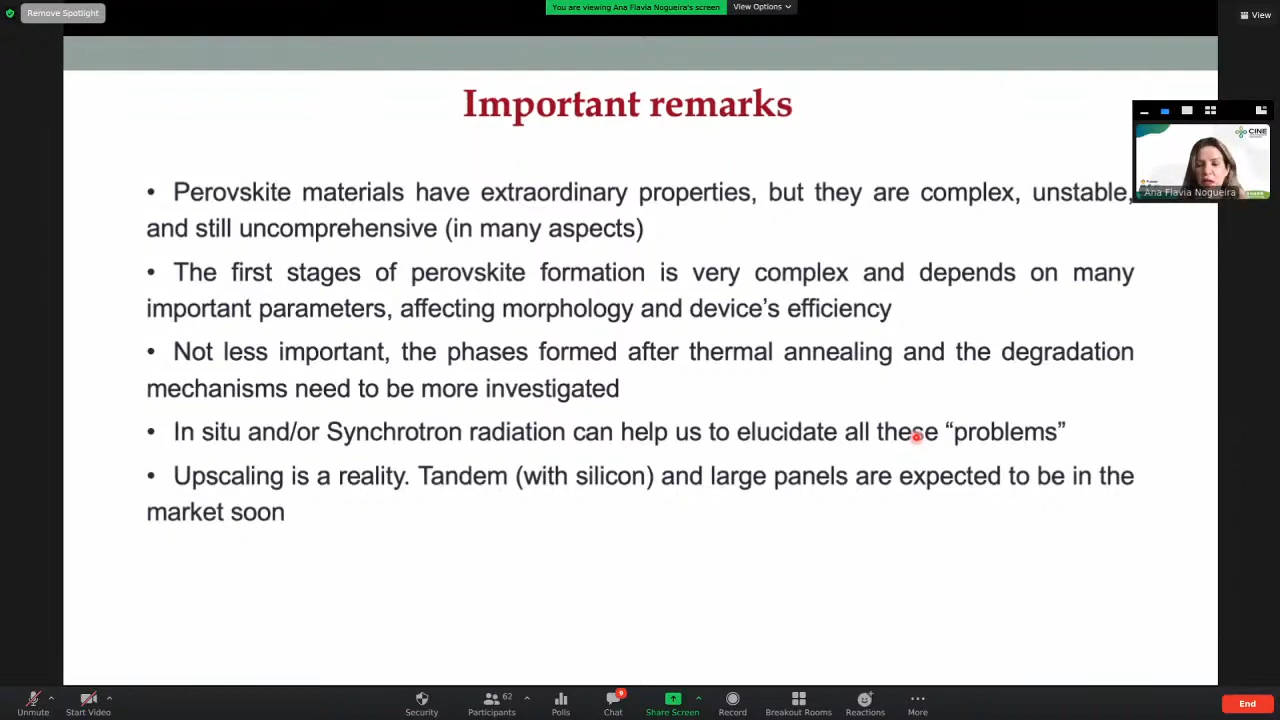 Remove Spotlight
You are viewing Ana Flavia Nogueira's screen
View Options
View
Important remarks
CINE
Ana Flavia Nogueira
• Perovskite materials have extraordinary properties, but they are complex, unstable,
and still uncomprehensive (in many aspects)
• The first stages of perovskite formation is very complex and depends on many
important parameters, affecting morphology and device’s efficiency
• Not less important, the phases formed after thermal annealing and the degradation
mechanisms need to be more investigated
• In situ and/or Synchrotron radiation can help us to elucidate all these “problems”
• Upscaling is a reality. Tandem (with silicon) and large panels are expected to be in the
market soon
Unmute
Start Video
Security
62
Participants
Polls
9
Chat
Share Screen
Record
Breakout Rooms
Reactions
More
End